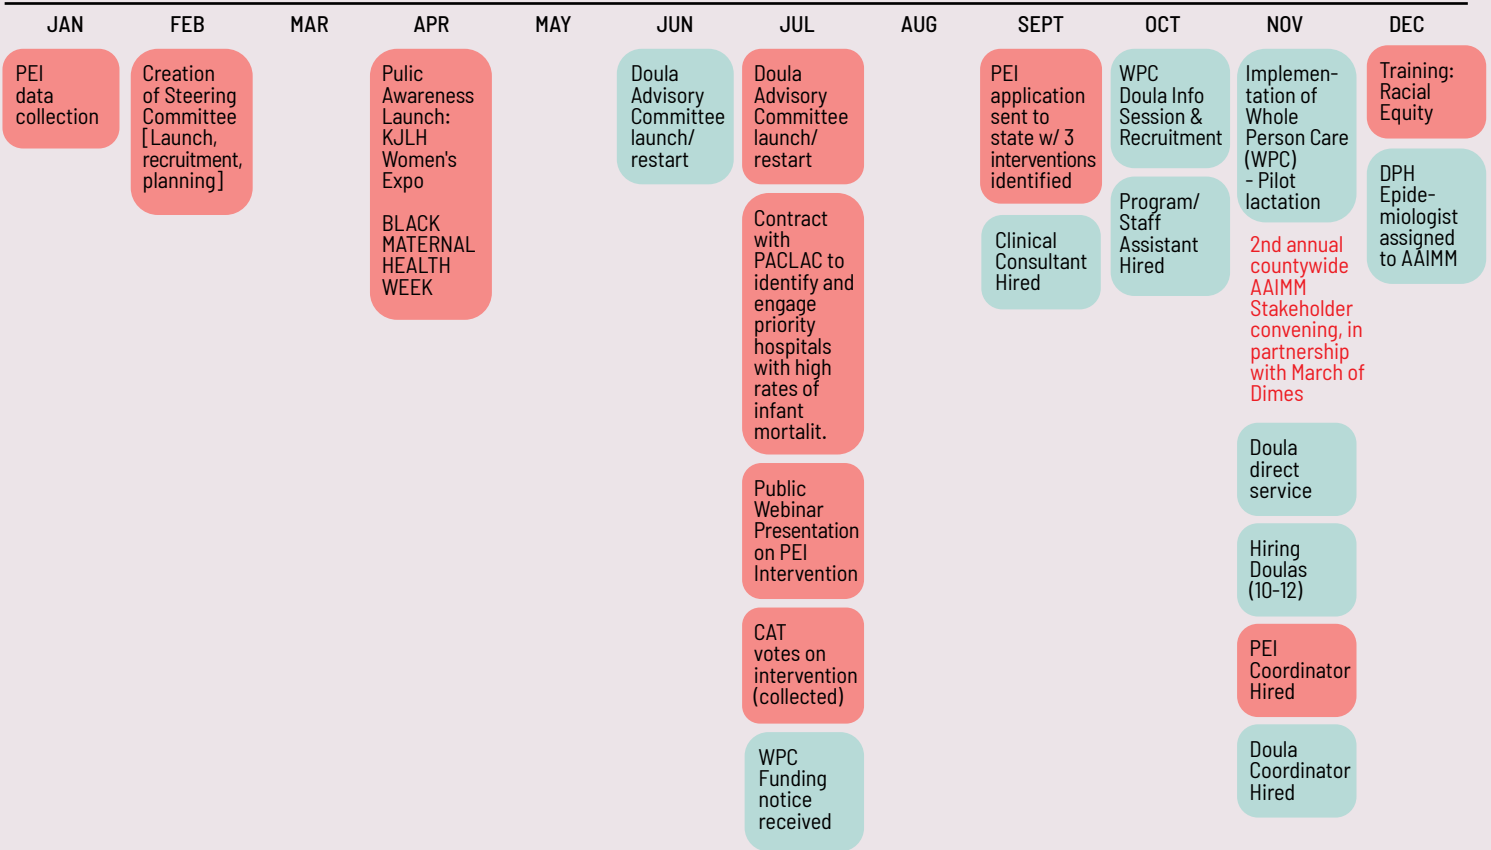 JAN
FEB
MAR
APR
MAY
JUN
JUL
AUG
SEPT
OCT
NOV
DEC
PEI
data
collection
Creation
of Steering
Committee
[Launch,
recruitment,
planning]
Pulic
Awareness
Launch:
KJLH
Women's
Expo
BLACK
MATERNAL
HEALTH
WEEK
Doula
Advisory
Committee
launch/
restart
Doula
Advisory
Committee
launch/
restart
Contract
with
PACLAC to
identify and
engage
priority
hospitals
with high
rates of
infant
mortalit.
Public
Webinar
Presentation
on PEI
Intervention
CAT
votes on
intervention
(collected)
WPC
Funding
notice
received
PEI
application
sent to
state w/ 3
interventions
identified
Clinical
Consultant
Hired
WPC
Doula Info
Session &
Recruitment
Program/
Staff
Assistant
Hired
Implemen-
tation of
Whole
Person Care
(WPC)
- Pilot
lactation
2nd annual
countywide
AAIMM
Stakeholder
convening, in
partnership
with March of
Dimes
Doula
direct
service
Hiring
Doulas
(10-12)
PEI
Coordinator
Hired
Doula
Coordinator
Hired
Training:
Racial
Equity
DPH
Epide-
miologist
assigned
to AAIMM